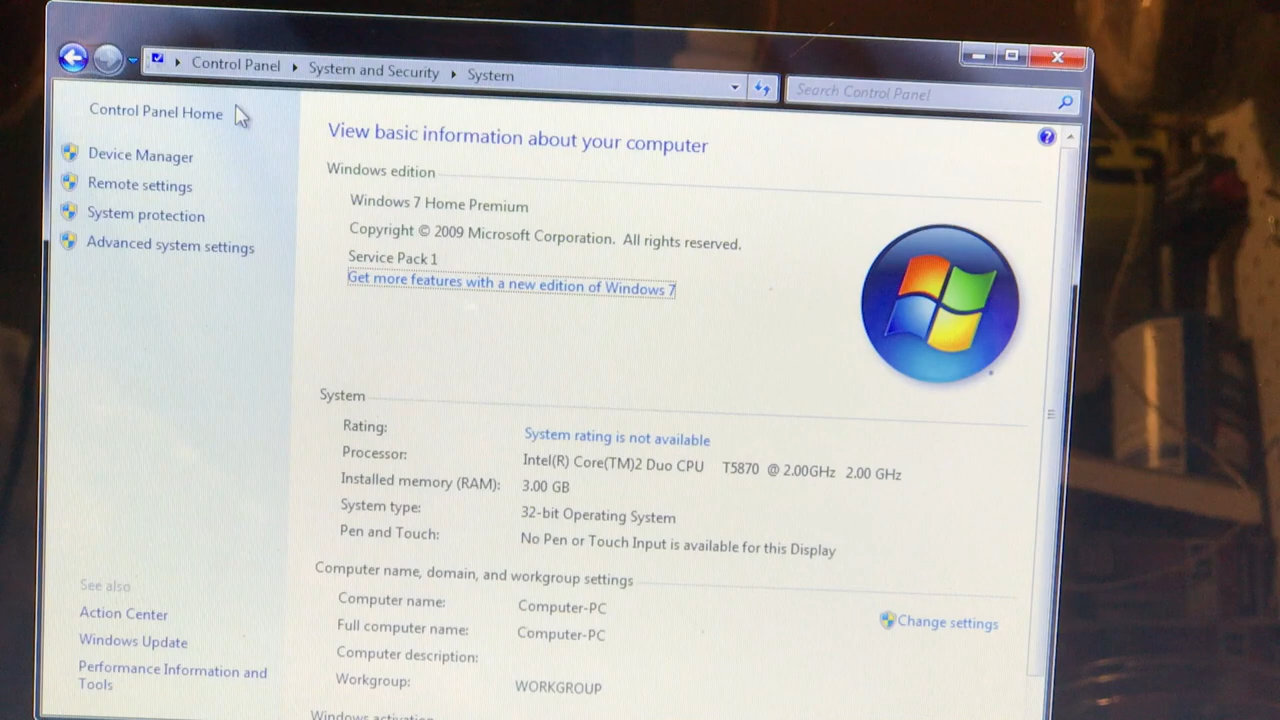 Control Panel ▸ System and Security ▸ System
Search Control Panel
Control Panel Home
Device Manager
Remote settings
System protection
Advanced system settings
See also
Action Center
Windows Update
Performance Information and
Tools
View basic information about your computer
Windows edition
Windows 7 Home Premium
Copyright © 2009 Microsoft Corporation. All rights reserved.
Service Pack 1
Get more features with a new edition of Windows 7
System
Rating: System rating is not available
Processor: Intel(R) Core(TM)2 Duo CPU T5870 @ 2.00GHz 2.00 GHz
Installed memory (RAM): 3.00 GB
System type: 32-bit Operating System
Pen and Touch: No Pen or Touch Input is available for this Display
Computer name, domain, and workgroup settings
Computer name: Computer-PC
Change settings
Full computer name: Computer-PC
Computer description:
Workgroup: WORKGROUP
Windows activation